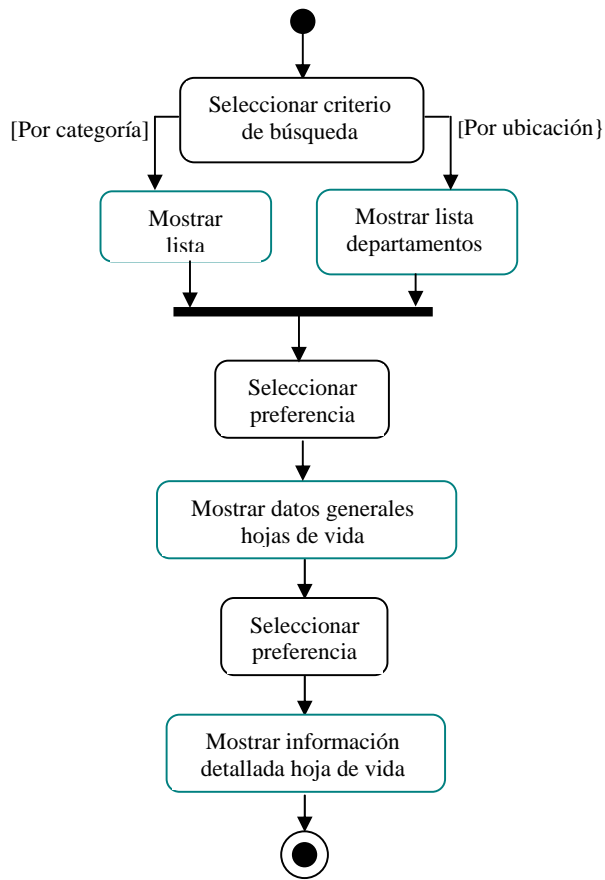 Seleccionar criterio
de búsqueda
[Por categoría]
[Por ubicación}
Mostrar
lista
Mostrar lista
departamentos
Seleccionar
preferencia
Mostrar datos generales
hojas de vida
Seleccionar
preferencia
Mostrar información
detallada hoja de vida